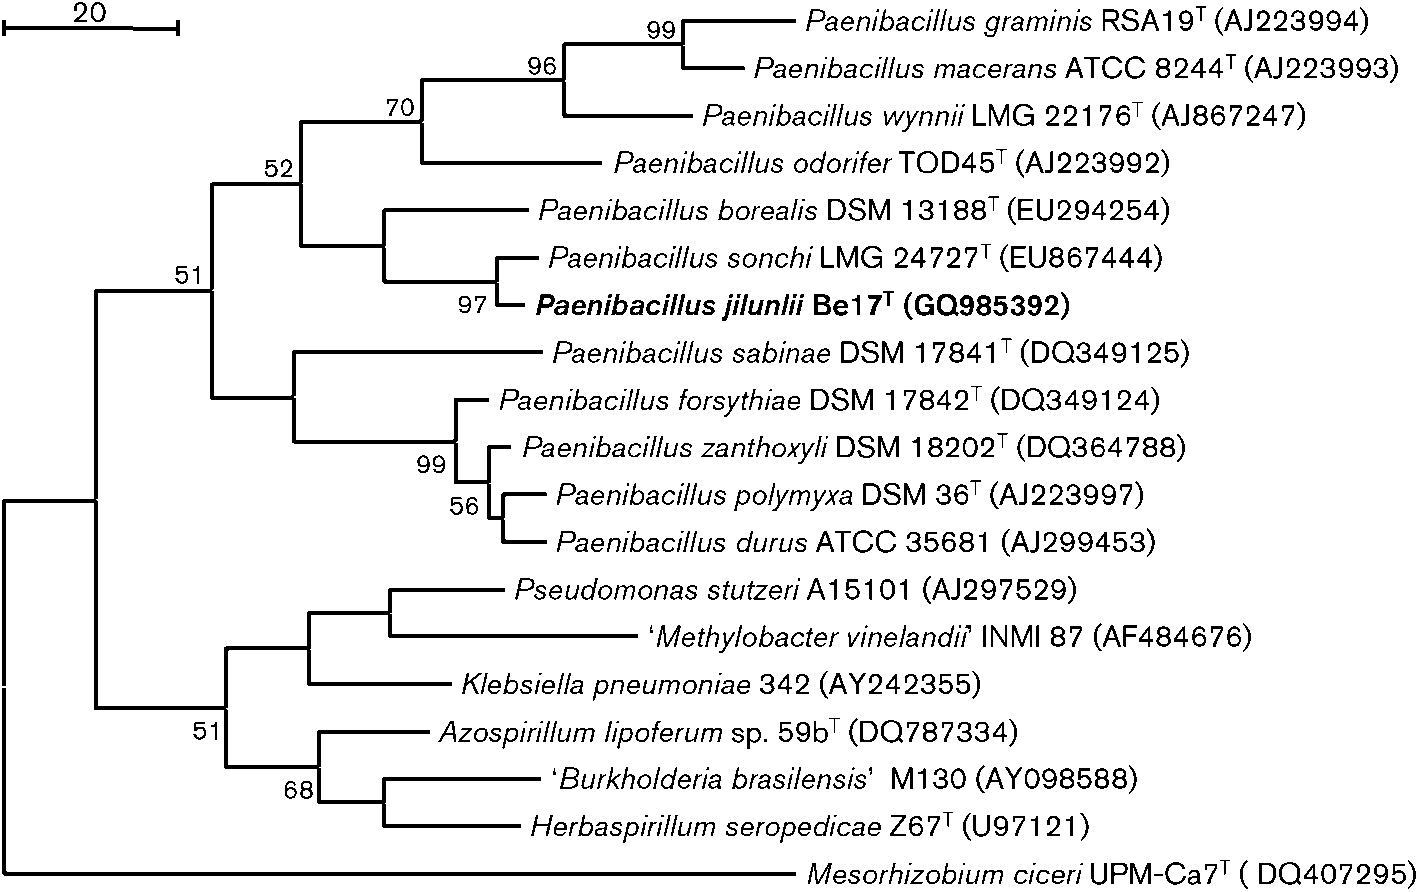 20
Paenibacillus graminis RSA19ᵀ (AJ223994)
99
Paenibacillus macerans ATCC 8244ᵀ (AJ223993)
96
Paenibacillus wynnii LMG 22176ᵀ (AJ867247)
70
Paenibacillus odorifer TOD45ᵀ (AJ223992)
52
Paenibacillus borealis DSM 13188ᵀ (EU294254)
Paenibacillus sonchi LMG 24727ᵀ (EU867444)
51
97
Paenibacillus jilunlii Be17ᵀ (GQ985392)
Paenibacillus sabinae DSM 17841ᵀ (DQ349125)
Paenibacillus forsythiae DSM 17842ᵀ (DQ349124)
Paenibacillus zanthoxyli DSM 18202ᵀ (DQ364788)
99
Paenibacillus polymyxa DSM 36ᵀ (AJ223997)
56
Paenibacillus durus ATCC 35681 (AJ299453)
Pseudomonas stutzeri A15101 (AJ297529)
‘Methylobacter vinelandii’ INMI 87 (AF484676)
Klebsiella pneumoniae 342 (AY242355)
51
Azospirillum lipoferum sp. 59bᵀ (DQ787334)
‘Burkholderia brasilensis’ M130 (AY098588)
68
Herbaspirillum seropedicae Z67ᵀ (U97121)
Mesorhizobium ciceri UPM-Ca7ᵀ ( DQ407295)